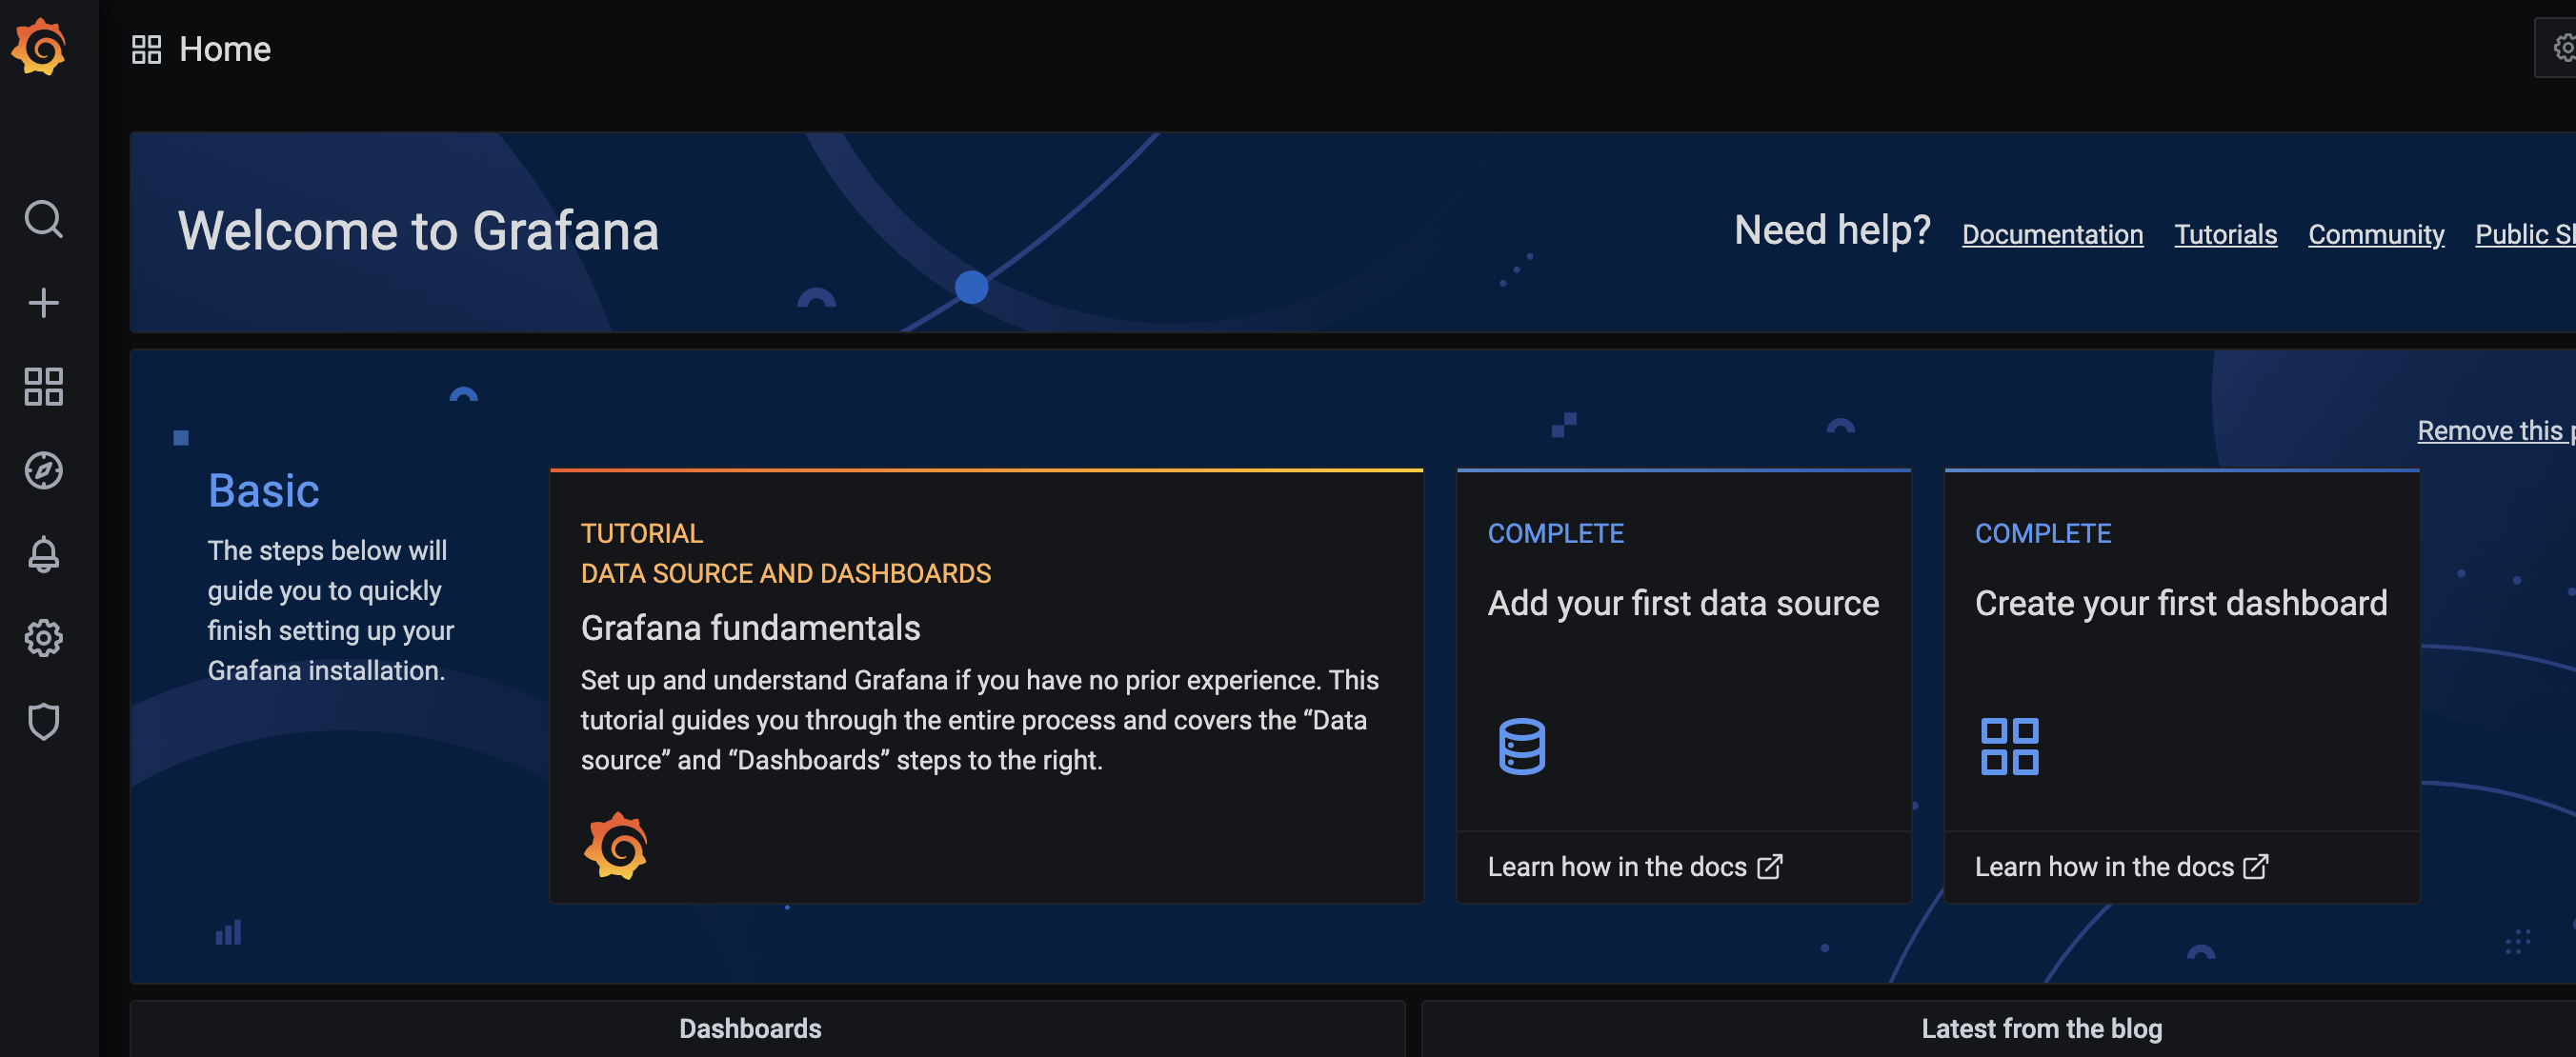 Home
Welcome to Grafana
Need help? Documentation Tutorials Community Public
Remove this
Basic
The steps below will
guide you to quickly
finish setting up your
Grafana installation.
TUTORIAL
DATA SOURCE AND DASHBOARDS
Grafana fundamentals
Set up and understand Grafana if you have no prior experience. This
tutorial guides you through the entire process and covers the “Data
source” and “Dashboards” steps to the right.
COMPLETE
Add your first data source
Learn how in the docs
COMPLETE
Create your first dashboard
Learn how in the docs
Dashboards
Latest from the blog